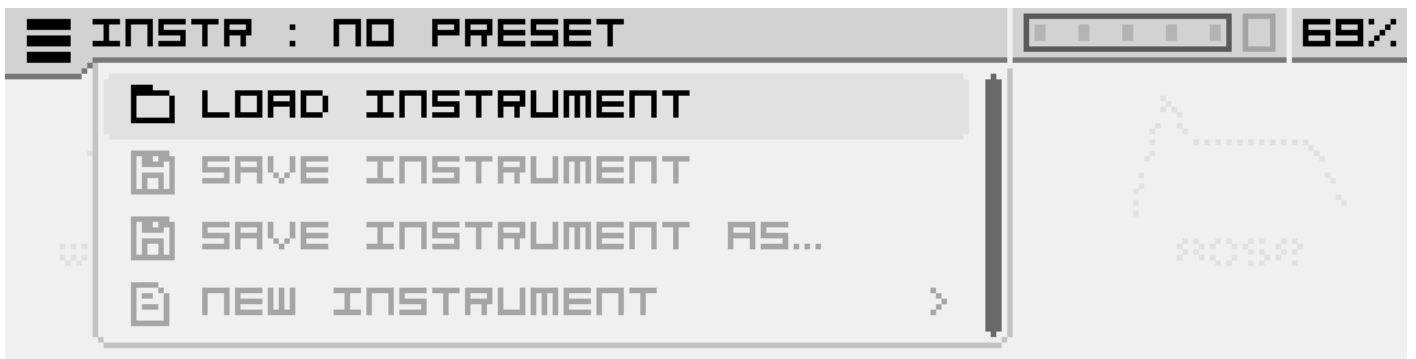 INSTR : NO PRESET
69%
LOAD INSTRUMENT
SAVE INSTRUMENT
SAVE INSTRUMENT AS...
NEW INSTRUMENT >